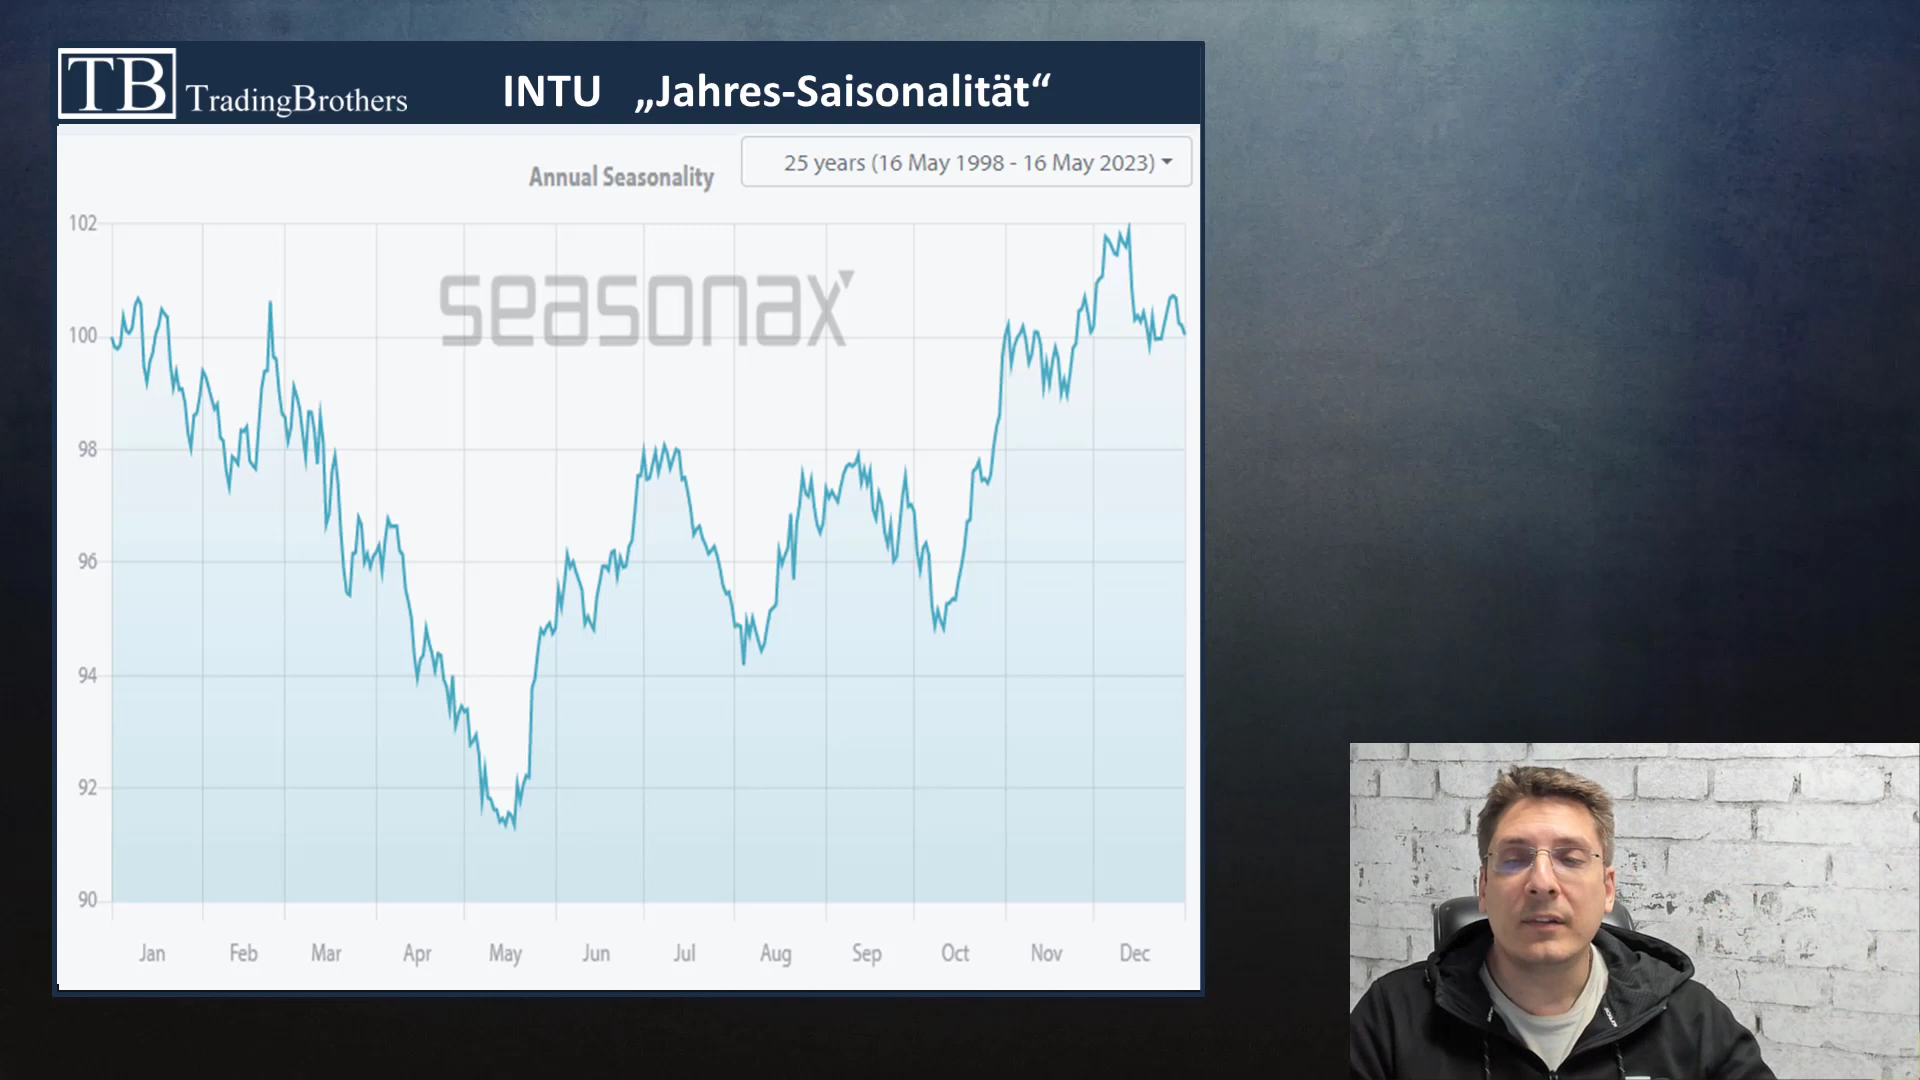 TB TradingBrothers
INTU „Jahres-Saisonalität“
Annual Seasonality
25 years (16 May 1998 - 16 May 2023)
seasonax
102
100
98
96
94
92
90
Jan Feb Mar Apr May Jun Jul Aug Sep Oct Nov Dec